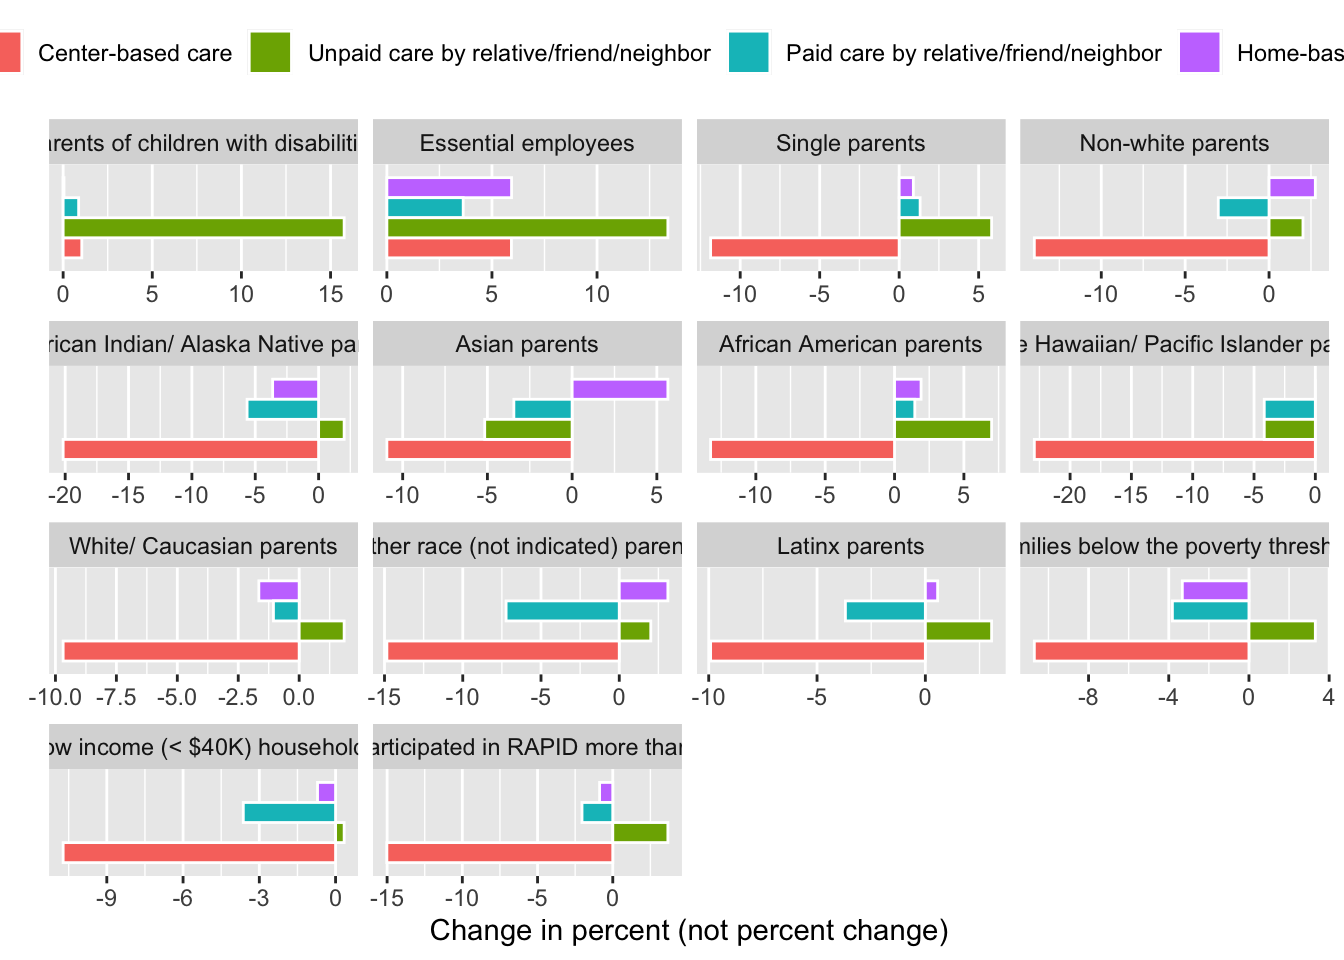 Center-based care Unpaid care by relative/friend/neighbor Paid care by relative/friend/neighbor Home-bas
arents of children with disabiliti Essential employees Single parents Non-white parents
0 5 10 15 0 5 10 -10 -5 0 5 -10 -5 0
rican Indian/ Alaska Native par Asian parents African American parents e Hawaiian/ Pacific Islander pa
-20 -15 -10 -5 0 -10 -5 0 5 -10 -5 0 5 -20 -15 -10 -5 0
White/ Caucasian parents ther race (not indicated) paren Latinx parents milies below the poverty thresh
-10.0 -7.5 -5.0 -2.5 0.0 -15 -10 -5 0 -10 -5 0 -8 -4 0 4
ow income (< $40K) household articipated in RAPID more than
-9 -6 -3 0 -15 -10 -5 0
Change in percent (not percent change)